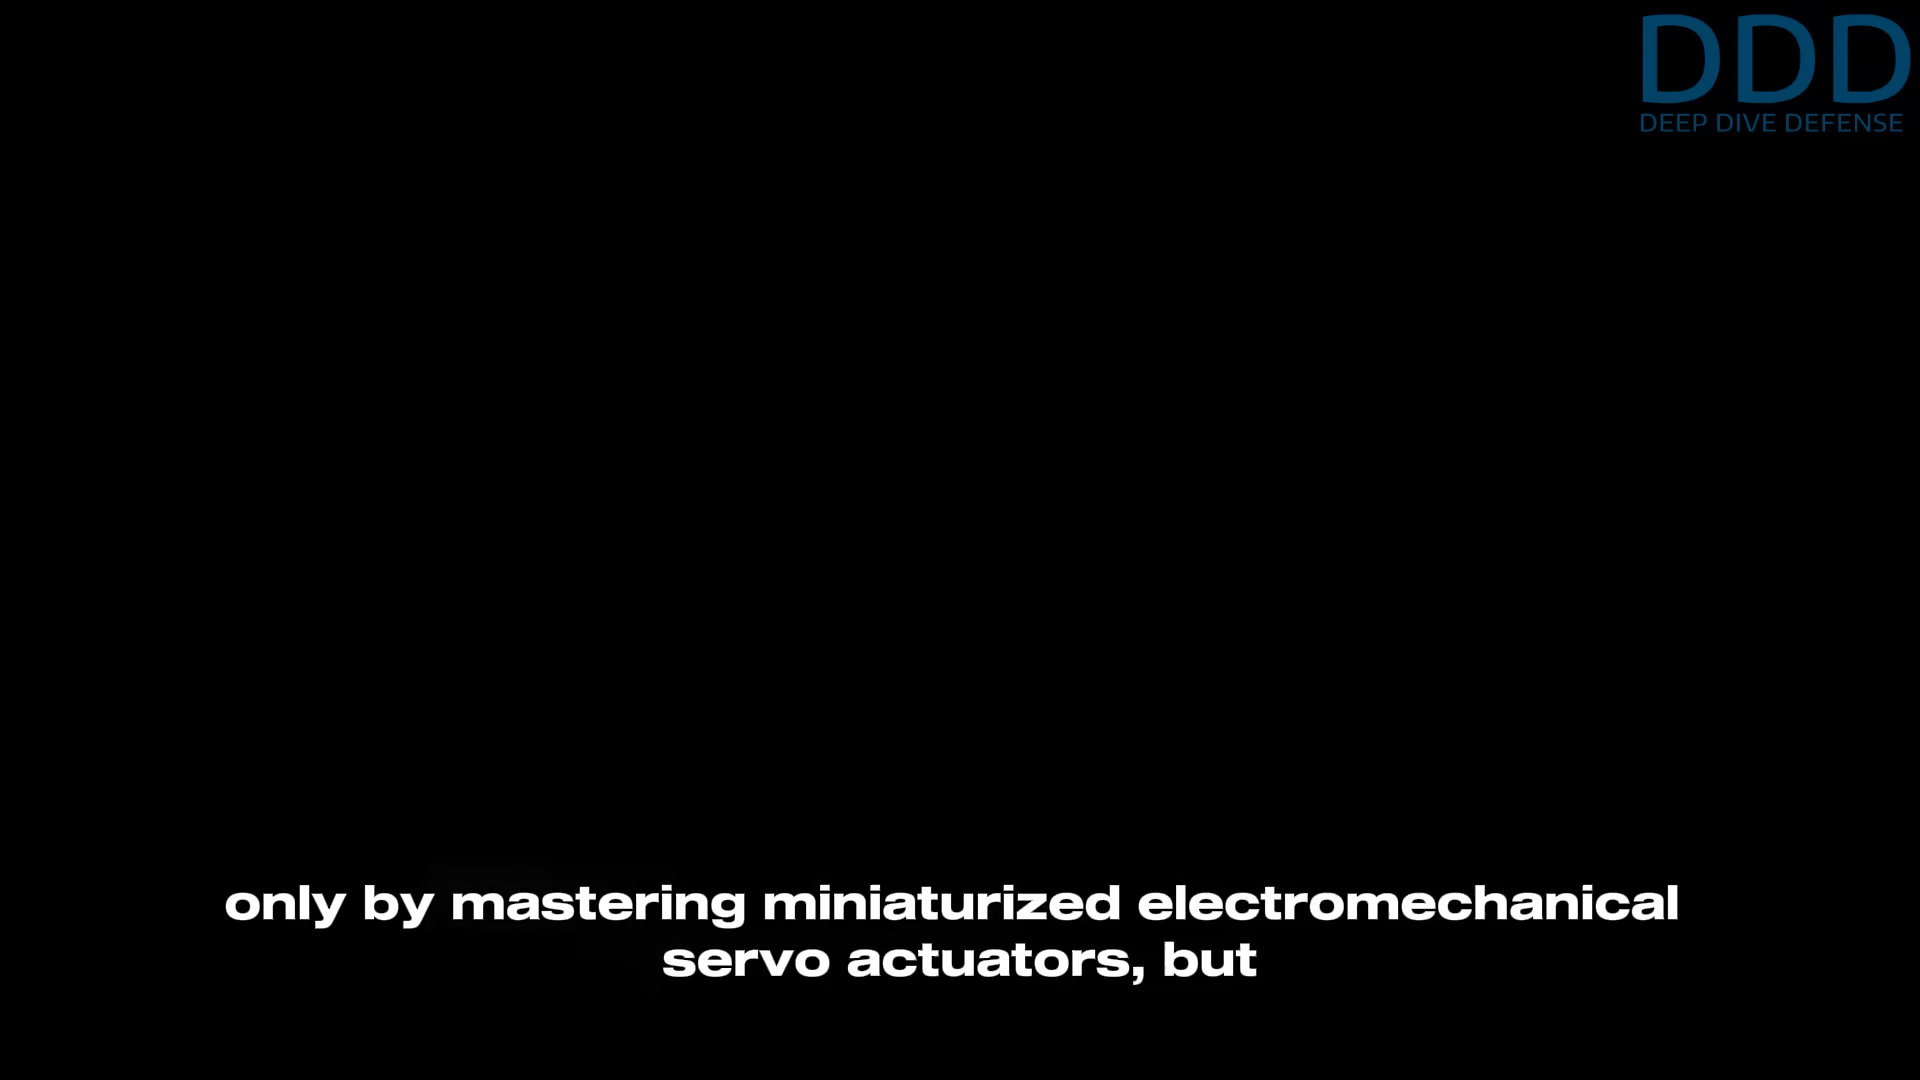 DDD
DEEP DIVE DEFENSE
only by mastering miniaturized electromechanical
servo actuators, but